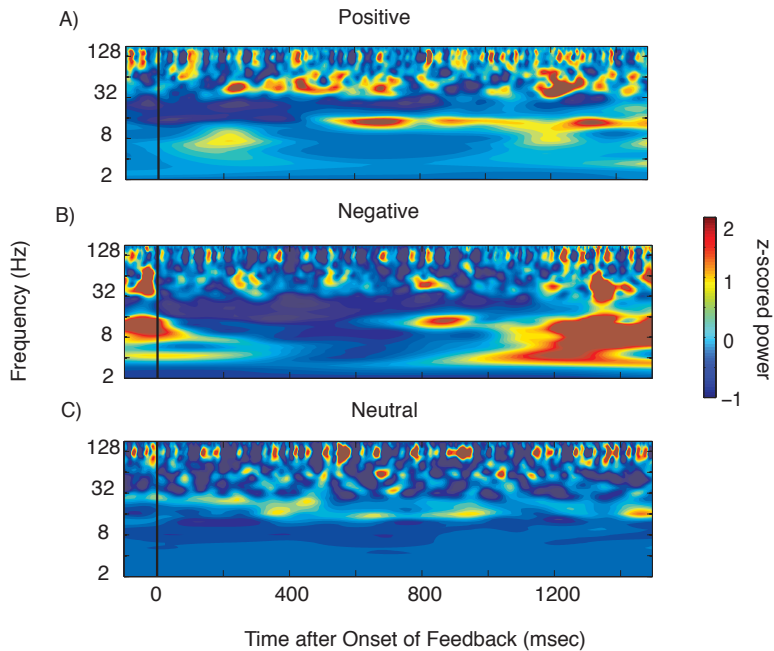 A) Positive
128
32
8
2
B) Negative
128
32
8
2
C) Neutral
128
32
8
2
0 400 800 1200
Time after Onset of Feedback (msec)
Frequency (Hz)
2
1
0
−1
z-scored power